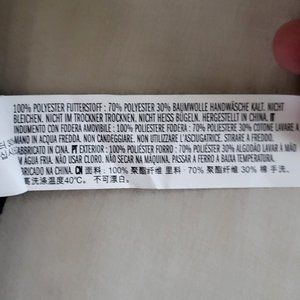 100% POLYESTER FUTTERSTOFF : 70% POLYESTER 30% BAUMWOLLE HANDWÄSCHE KALT. NICHT
BLEICHEN. NICHT IM TROCKNER TROCKNEN. NICHT HEISS BÜGELN. HERGESTELLT IN CHINA. IT
INDUMENTO CON FODERA AMOVIBILE : 100% POLIESTERE FODERA : 70% POLIESTERE 30% COTONE LAVARE A
MANO IN ACQUA FREDDA. NON CANDEGGIARE. NON UTILIZZARE L'ASCIUGATRICE. STIRARE A FREDDO.
FABBRICATO IN CINA. PT EXTERIOR : 100% POLIÉSTER FORRO : 70% POLIÉSTER 30% ALGODÃO LAVAR À MÃO
EM ÁGUA FRIA. NÃO USAR CLORO. NÃO SECAR NA MÁQUINA. PASSAR A FERRO A BAIXA TEMPERATURA.
FABRICADO NA CHINA. CN 面料 : 100% 聚酯纤维 里料 : 70% 聚酯纤维 30% 棉 手洗。
高洗涤温度40℃。 不可漂白。